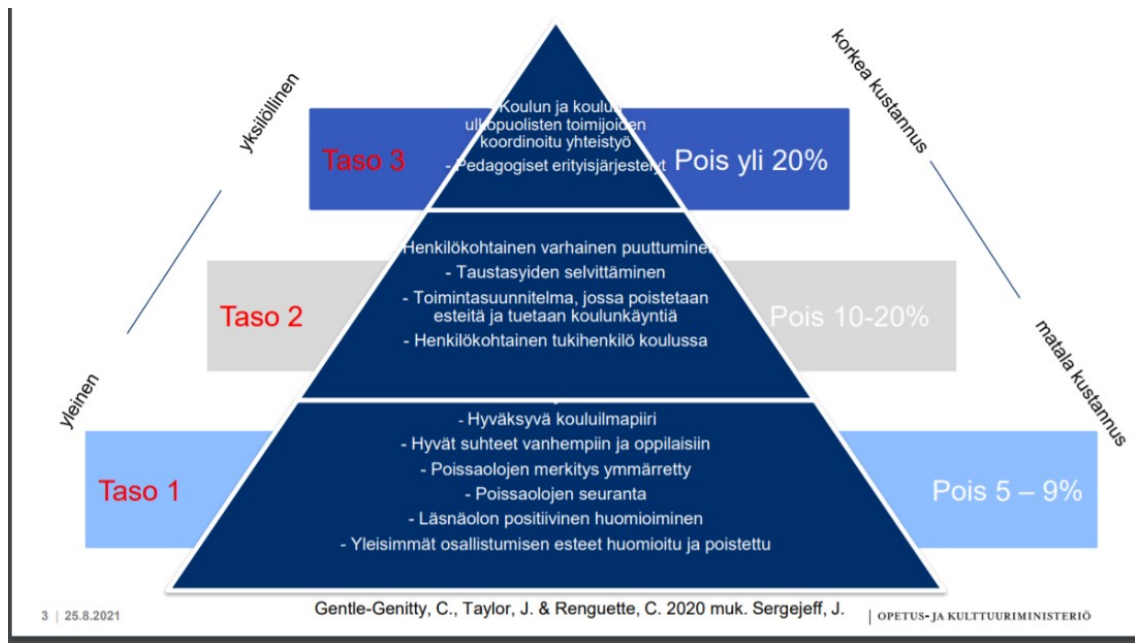 yksilöllinen
korkea kustannus
Taso 3
Koulun ja koulun
ulkopuolisten toimijoiden
koordinoitu yhteistyö
- Pedagogiset erityisjärjestelyt
Pois yli 20%
Taso 2
Henkilökohtainen varhainen puuttuminen
- Taustasyiden selvittäminen
- Toimintasuunnitelma, jossa poistetaan
esteitä ja tuetaan koulunkäyntiä
- Henkilökohtainen tukihenkilö koulussa
Pois 10-20%
yleinen
matala kustannus
Taso 1
- Hyväksyvä kouluilmapiiri
- Hyvät suhteet vanhempiin ja oppilaisiin
- Poissaolojen merkitys ymmärretty
- Poissaolojen seuranta
- Läsnäolon positiivinen huomioiminen
- Yleisimmät osallistumisen esteet huomioitu ja poistettu
Pois 5 – 9%
3 | 25.8.2021
Gentle-Genitty, C., Taylor, J. & Renguette, C. 2020 muk. Sergejeff, J.
| OPETUS- JA KULTTUURIMINISTERIÖ